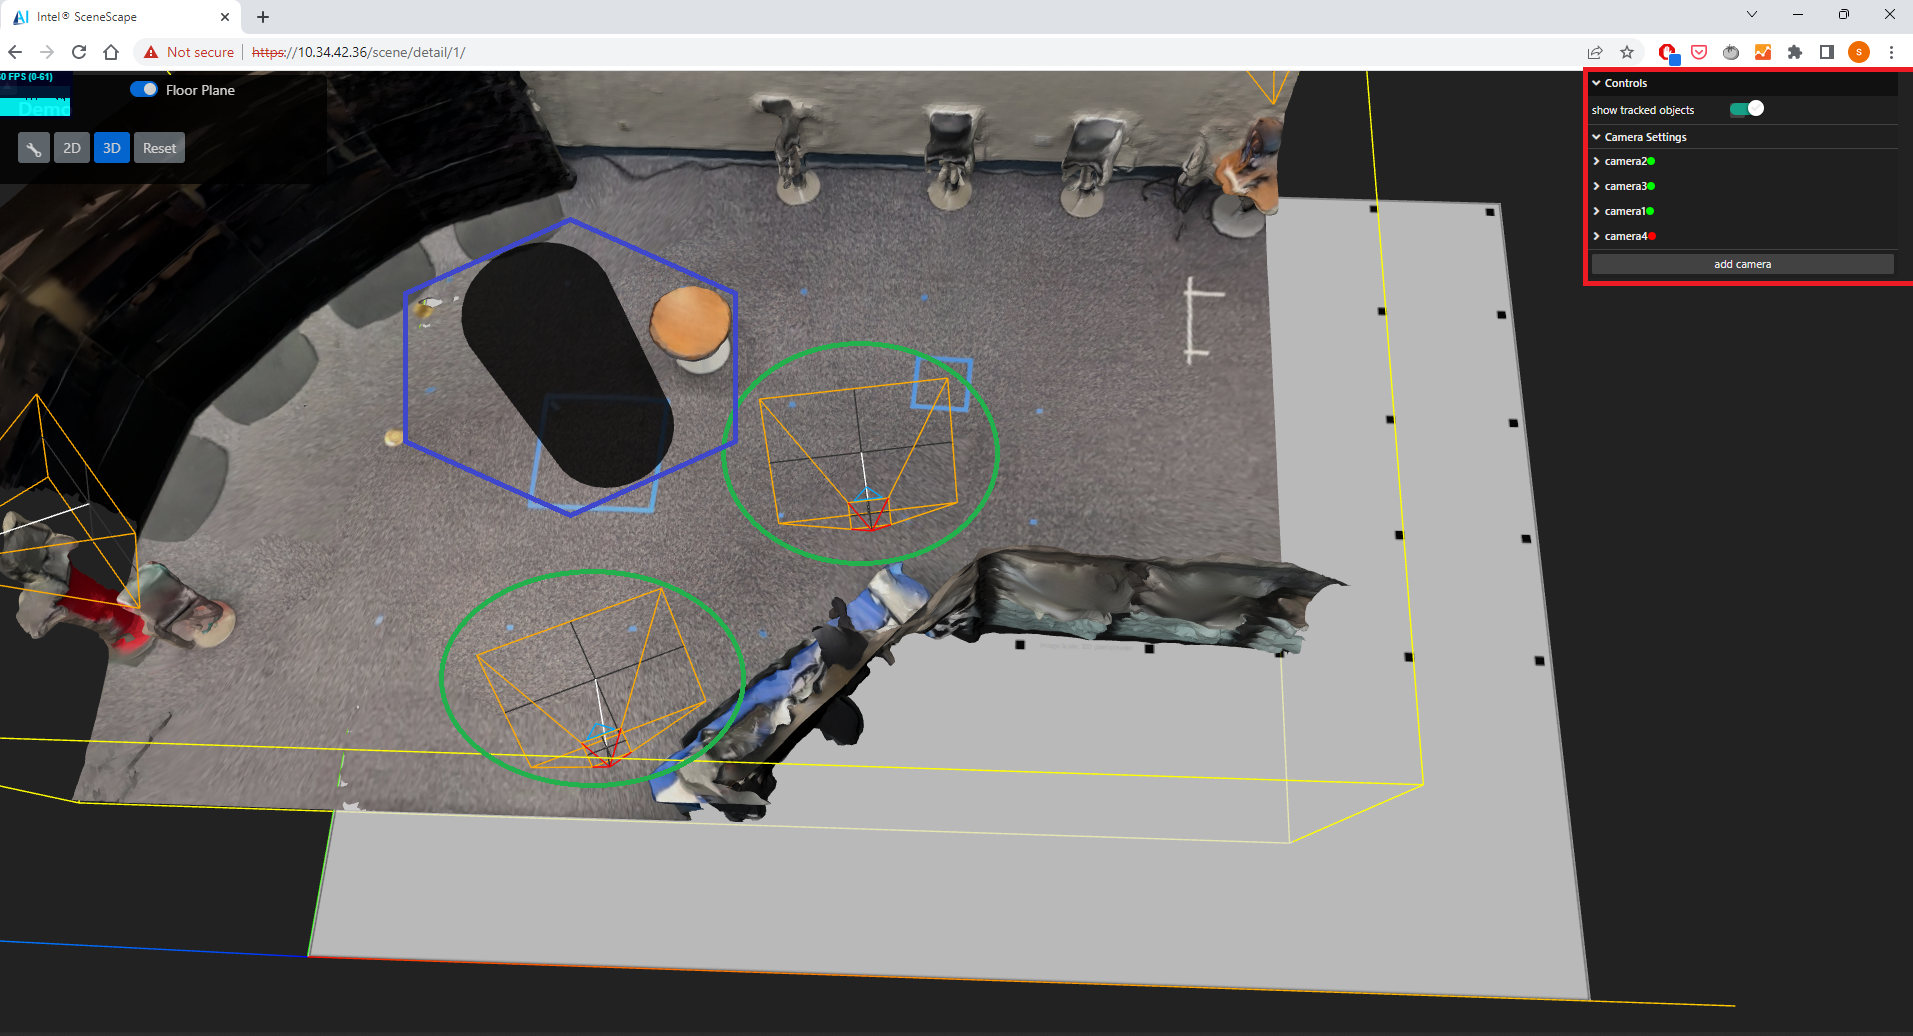 Intel® SceneScape
Not secure
https://10.34.42.36/scene/detail/1/
S
60 FPS (0-61)
Demo
Floor Plane
2D
3D
Reset
Controls
show tracked objects
Camera Settings
camera2
camera3
camera1
camera4
add camera